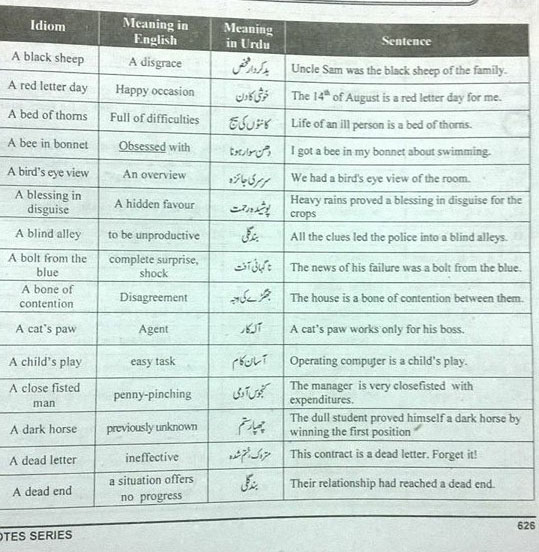 Idiom Meaning in English Meaning in Urdu Sentence
A black sheep A disgrace بدکردار شخص Uncle Sam was the black sheep of the family.
A red letter day Happy occasion خوشی کا دن The 14th of August is a red letter day for me.
A bed of thorns Full of difficulties کانٹوں کی سیج Life of an ill person is a bed of thorns.
A bee in bonnet Obsessed with دھن سوار ہونا I got a bee in my bonnet about swimming.
A bird's eye view An overview سرسری جائزہ We had a bird's eye view of the room.
A blessing in disguise A hidden favour پوشیدہ رحمت Heavy rains proved a blessing in disguise for the crops
A blind alley to be unproductive بند گلی All the clues led the police into a blind alleys.
A bolt from the blue complete surprise, shock ناگہانی آفت The news of his failure was a bolt from the blue.
A bone of contention Disagreement جھگڑے کی وجہ The house is a bone of contention between them.
A cat's paw Agent آلہ کار A cat's paw works only for his boss.
A child's play easy task آسان کام Operating computer is a child's play.
A close fisted man penny-pinching کنجوس آدمی The manager is very closefisted with expenditures.
A dark horse previously unknown چھپا رستم The dull student proved himself a dark horse by winning the first position
A dead letter ineffective متروک، ختم شدہ This contract is a dead letter. Forget it!
A dead end a situation offers no progress بند گلی Their relationship had reached a dead end.
OTES SERIES 626